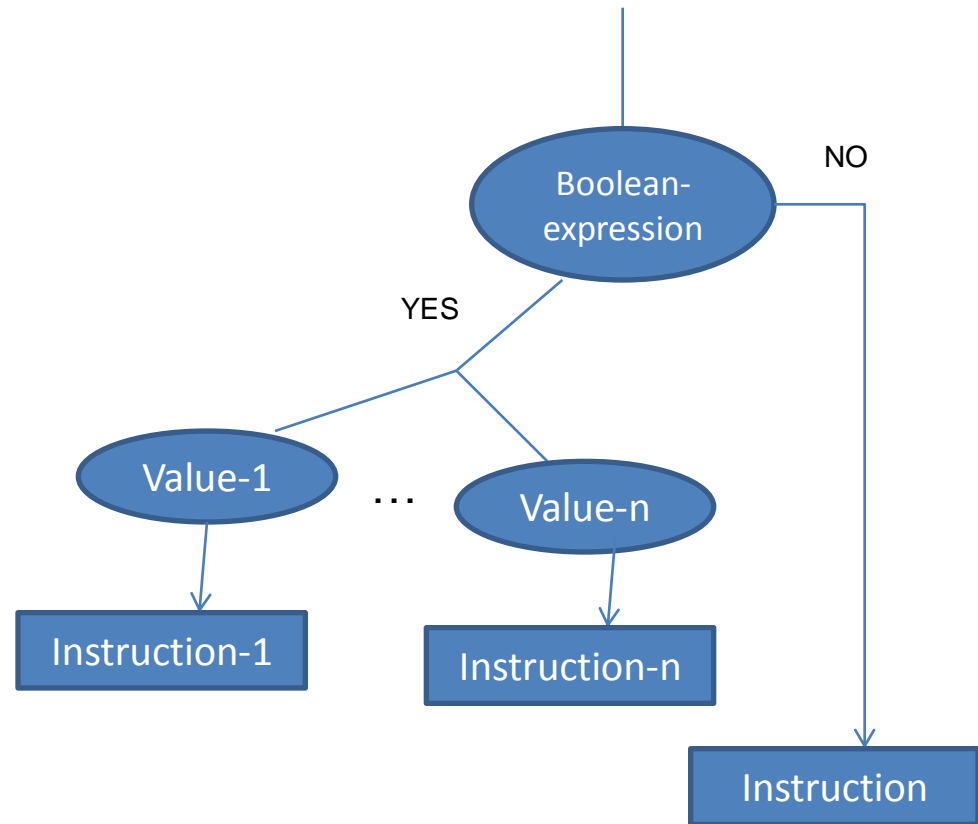 NO
Boolean-
expression
YES
Value-1
...
Value-n
Instruction-1
Instruction-n
Instruction